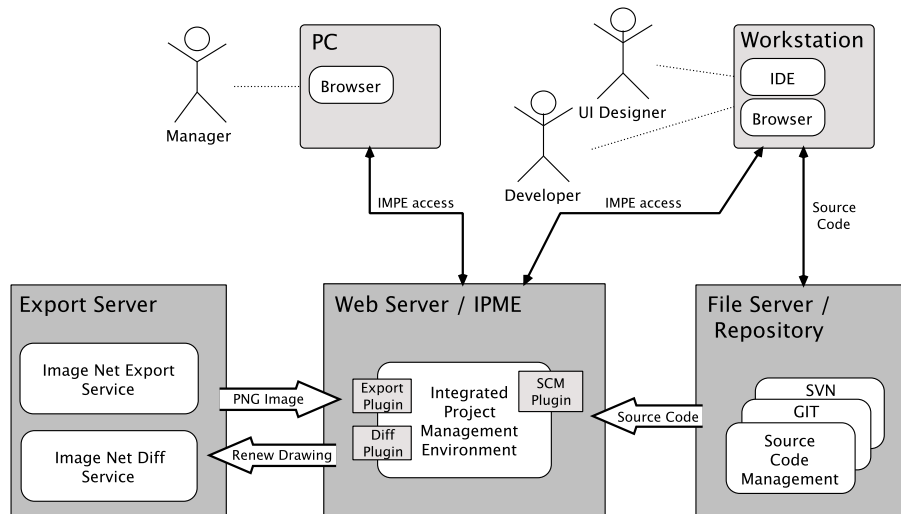 PC
Browser
Manager
UI Designer
Developer
Workstation
IDE
Browser
IMPE access
IMPE access
Source
Code
Export Server
Image Net Export
Service
Image Net Diff
Service
PNG Image
Renew Drawing
Web Server / IPME
Export
Plugin
Diff
Plugin
Integrated
Project
Management
Environment
SCM
Plugin
Source Code
File Server /
Repository
SVN
GIT
Source
Code
Management